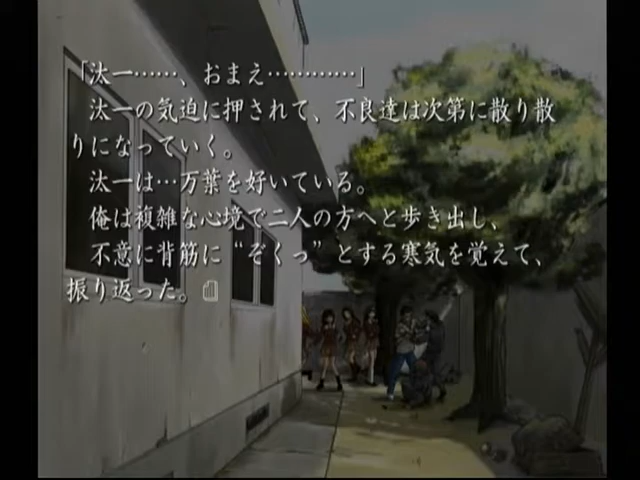 「汰一……、おまえ…………」
汰一の気迫に押されて、不良達は次第に散り散
りになっていく。
汰一は…万葉を好いている。
俺は複雑な心境で二人の方へと歩き出し、
不意に背筋に“ぞくっ”とする寒気を覚えて、
振り返った。